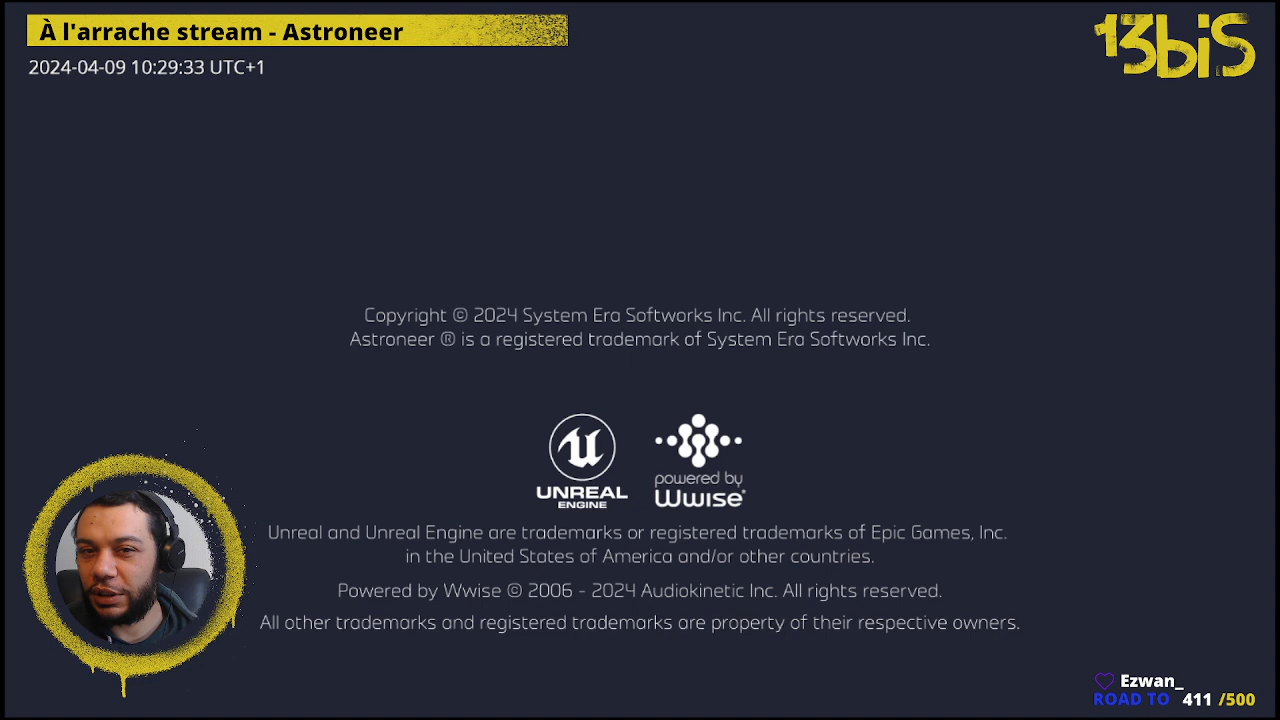 À l'arrache stream - Astroneer
13biS
2024-04-09 10:29:33 UTC+1
Copyright © 2024 System Era Softworks Inc. All rights reserved.
Astroneer ® is a registered trademark of System Era Softworks Inc.
UNREAL
ENGINE
powered by
Wwise®
Unreal and Unreal Engine are trademarks or registered trademarks of Epic Games, Inc.
in the United States of America and/or other countries.
Powered by Wwise © 2006 - 2024 Audiokinetic Inc. All rights reserved.
All other trademarks and registered trademarks are property of their respective owners.
Ezwan_
ROAD TO 411 /500